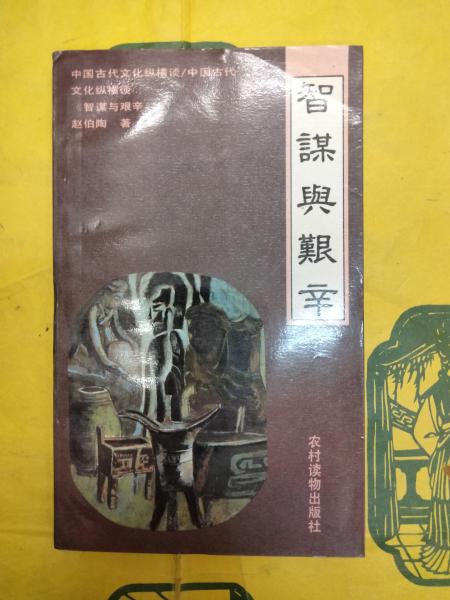 中国古代文化纵横谈/中国古代
文化纵横谈
智谋与艰辛
赵伯陶 著
智謀與艱辛
农村读物出版社